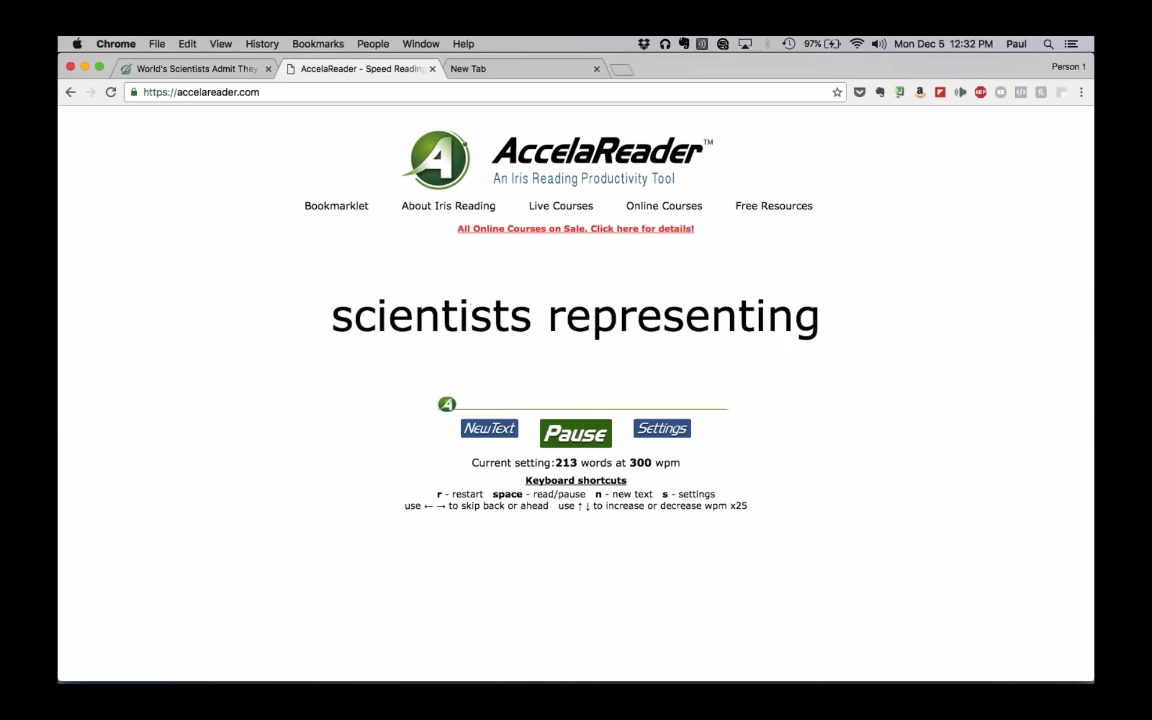 Chrome File Edit View History Bookmarks People Window Help 97% Mon Dec 5 12:32 PM Paul
World's Scientists Admit They AccelaReader - Speed Reading New Tab Person 1
https://accelareader.com
AccelaReader™
An Iris Reading Productivity Tool
Bookmarklet About Iris Reading Live Courses Online Courses Free Resources
All Online Courses on Sale. Click here for details!
scientists representing
NewText Pause Settings
Current setting:213 words at 300 wpm
Keyboard shortcuts
r - restart space - read/pause n - new text s - settings
use ← → to skip back or ahead use ↑ ↓ to increase or decrease wpm x25